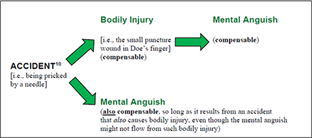 Bodily Injury
Mental Anguish
[i.e., the small puncture
wound in Doe's finger]
(compensable)
(compensable)
ACCIDENT¹⁸
[i.e., being pricked
by a needle]
Mental Anguish
(also compensable, so long as it results from an accident
that also causes bodily injury, even though the mental anguish
might not flow from such bodily injury)